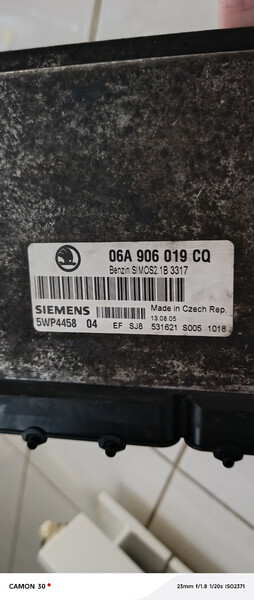 06A 906 019 CQ
Benzin SIMOS2.1B 3317
SIEMENS
Made in Czech Rep.
13.08.05
5WP4458 04
EF SJ8 531621 S005 1018
CAMON 30
23mm f/1.8 1/20s ISO2371